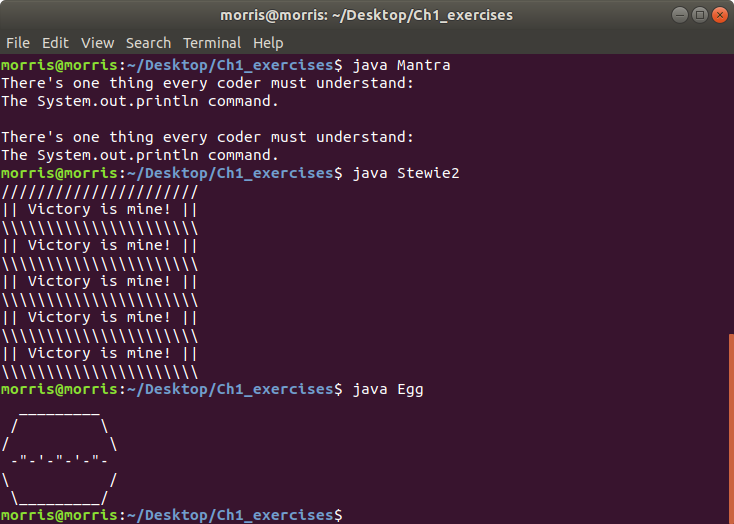 morris@morris: ~/Desktop/Ch1_exercises
File Edit View Search Terminal Help
morris@morris:~/Desktop/Ch1_exercises$ java Mantra
There's one thing every coder must understand:
The System.out.println command.

There's one thing every coder must understand:
The System.out.println command.
morris@morris:~/Desktop/Ch1_exercises$ java Stewie2
//////////////////////
|| Victory is mine! ||
\\\\\\\\\\\\\\\\\\\\\\
|| Victory is mine! ||
\\\\\\\\\\\\\\\\\\\\\\
|| Victory is mine! ||
\\\\\\\\\\\\\\\\\\\\\\
|| Victory is mine! ||
\\\\\\\\\\\\\\\\\\\\\\
|| Victory is mine! ||
\\\\\\\\\\\\\\\\\\\\\\
morris@morris:~/Desktop/Ch1_exercises$ java Egg
  _________
 /         \
/           \
 -"-'-"-'-"-
\           /
 \_________/
morris@morris:~/Desktop/Ch1_exercises$